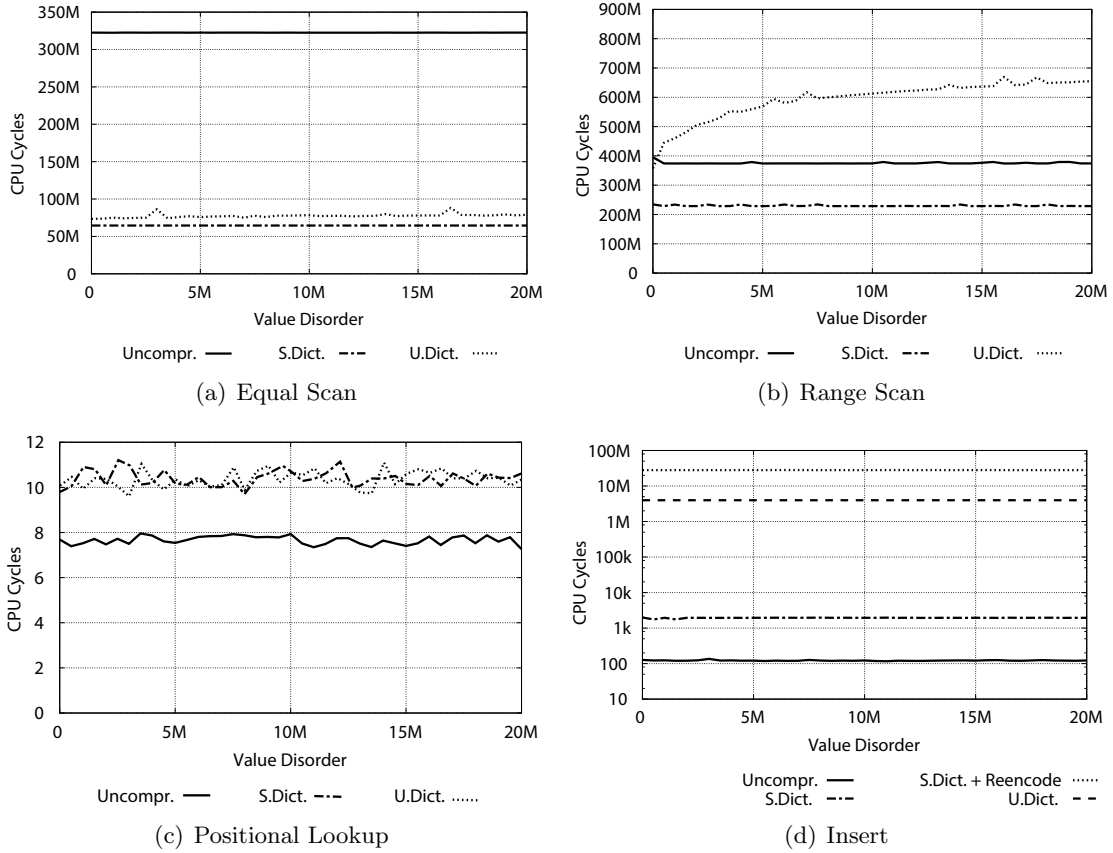 350M
300M
250M
200M
150M
100M
50M
0
CPU Cycles
0 5M 10M 15M 20M
Value Disorder
Uncompr. S.Dict. U.Dict.
(a) Equal Scan
900M
800M
700M
600M
500M
400M
300M
200M
100M
0
CPU Cycles
0 5M 10M 15M 20M
Value Disorder
Uncompr. S.Dict. U.Dict.
(b) Range Scan
12
10
8
6
4
2
0
CPU Cycles
0 5M 10M 15M 20M
Value Disorder
Uncompr. S.Dict. U.Dict.
(c) Positional Lookup
100M
10M
1M
100k
10k
1k
100
10
CPU Cycles
0 5M 10M 15M 20M
Value Disorder
Uncompr. S.Dict. + Reencode
S.Dict. U.Dict.
(d) Insert